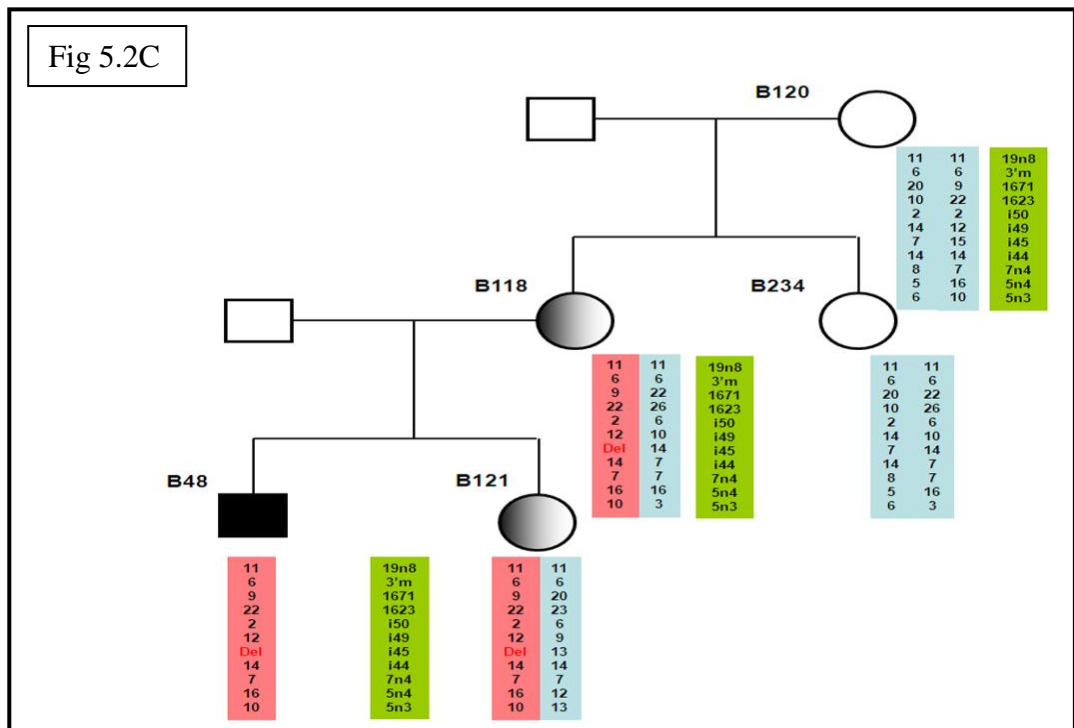 Fig 5.2C
B120
11 11 19n8
6 6 3'm
20 9 1671
10 22 1623
2 2 i50
14 12 i49
7 15 i45
14 14 i44
8 7 7n4
5 16 5n4
6 10 5n3
B118
B234
11 11 19n8
6 6 3'm
9 22 1671
22 26 1623
2 6 i50
12 10 i49
Del 14 i45
14 7 i44
7 7 7n4
16 16 5n4
10 3 5n3
11 11
6 6
20 22
10 26
2 6
14 10
7 14
14 7
8 7
5 16
6 3
B48
B121
11
6
9
22
2
12
Del
14
7
16
10
19n8
3'm
1671
1623
i50
i49
i45
i44
7n4
5n4
5n3
11 11
6 6
9 20
22 23
2 6
12 9
Del 13
14 14
7 7
16 12
10 13